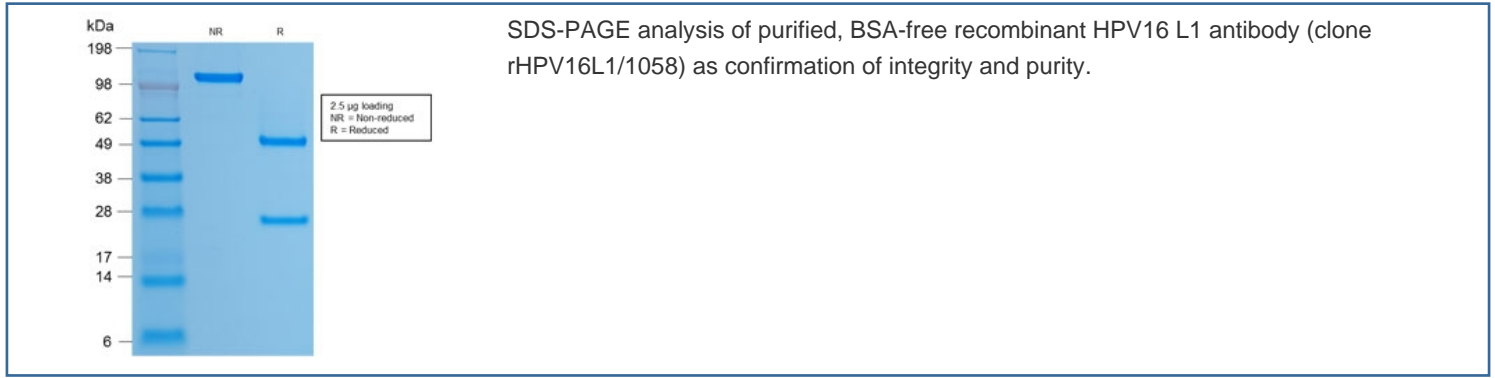 kDa
NR R
198
98
62
49
38
28
17
14
6
2.5 µg loading
NR = Non-reduced
R = Reduced
SDS-PAGE analysis of purified, BSA-free recombinant HPV16 L1 antibody (clone
rHPV16L1/1058) as confirmation of integrity and purity.